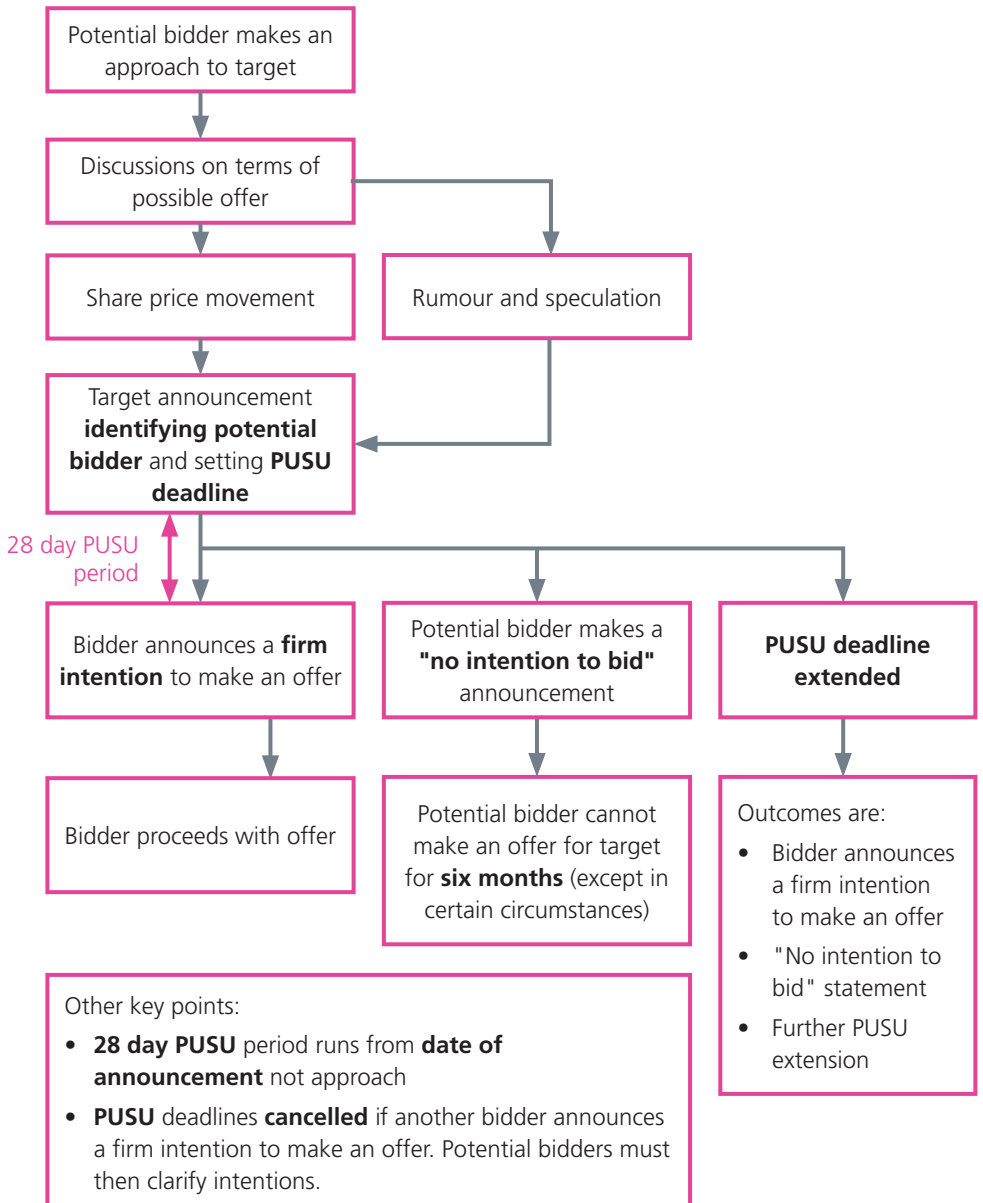 Potential bidder makes an
approach to target
Discussions on terms of
possible offer
Share price movement
Rumour and speculation
Target announcement
identifying potential
bidder and setting PUSU
deadline
28 day PUSU
period
Bidder announces a firm
intention to make an offer
Potential bidder makes a
"no intention to bid"
announcement
PUSU deadline
extended
Bidder proceeds with offer
Potential bidder cannot
make an offer for target
for six months (except in
certain circumstances)
Outcomes are:
• Bidder announces
a firm intention
to make an offer
• "No intention to
bid" statement
• Further PUSU
extension
Other key points:
• 28 day PUSU period runs from date of
announcement not approach
• PUSU deadlines cancelled if another bidder announces
a firm intention to make an offer. Potential bidders must
then clarify intentions.